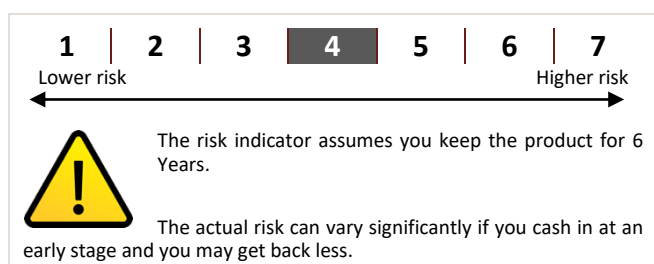 1 2 3 4 5 6 7
Lower risk Higher risk
The risk indicator assumes you keep the product for 6
Years.
The actual risk can vary significantly if you cash in at an
early stage and you may get back less.